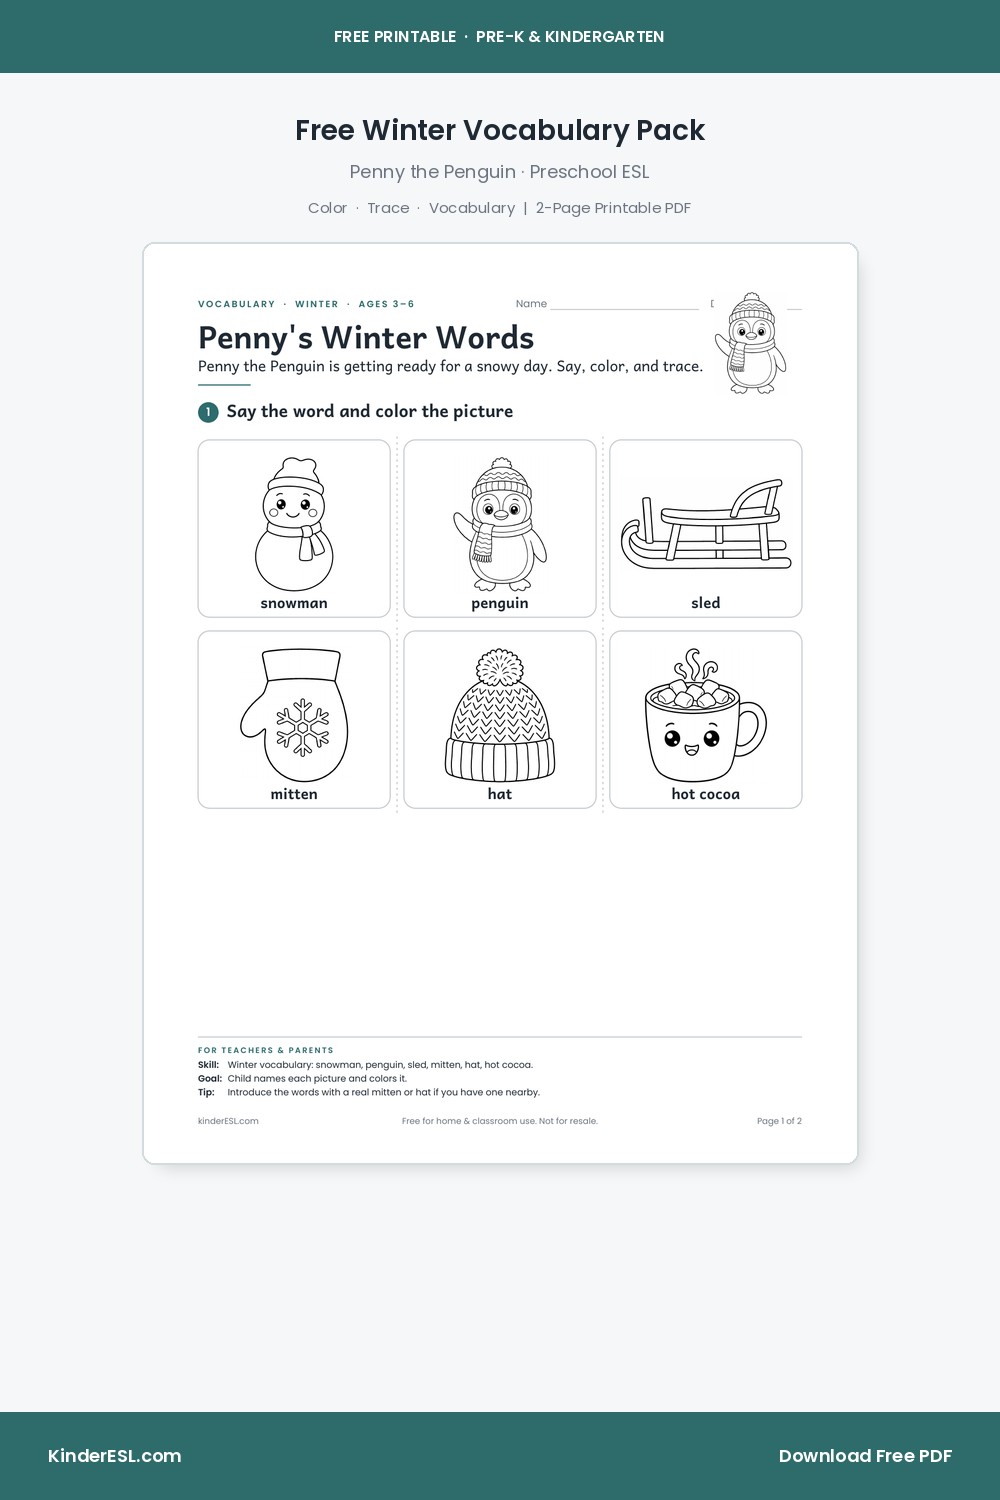 FREE PRINTABLE · PRE-K & KINDERGARTEN
Free Winter Vocabulary Pack
Penny the Penguin · Preschool ESL
Color · Trace · Vocabulary | 2-Page Printable PDF
VOCABULARY · WINTER · AGES 3–6 Name
Penny's Winter Words
Penny the Penguin is getting ready for a snowy day. Say, color, and trace.
1 Say the word and color the picture
snowman penguin sled
mitten hat hot cocoa
FOR TEACHERS & PARENTS
Skill: Winter vocabulary: snowman, penguin, sled, mitten, hat, hot cocoa.
Goal: Child names each picture and colors it.
Tip: Introduce the words with a real mitten or hat if you have one nearby.
kinderESL.com Free for home & classroom use. Not for resale. Page 1 of 2
KinderESL.com Download Free PDF